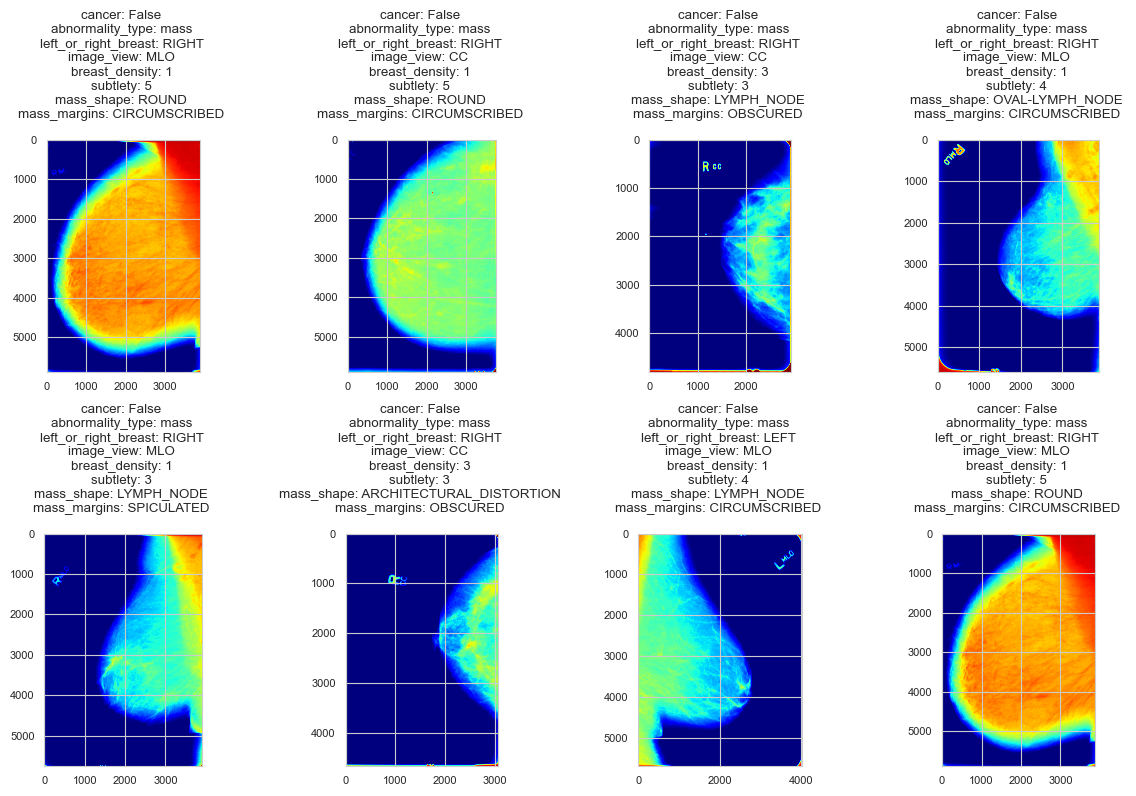 cancer: False
abnormality_type: mass
left_or_right_breast: RIGHT
image_view: MLO
breast_density: 1
subtlety: 5
mass_shape: ROUND
mass_margins: CIRCUMSCRIBED
0
1000
2000
3000
4000
5000
0 1000 2000 3000
cancer: False
abnormality_type: mass
left_or_right_breast: RIGHT
image_view: CC
breast_density: 1
subtlety: 5
mass_shape: ROUND
mass_margins: CIRCUMSCRIBED
0
1000
2000
3000
4000
5000
0 1000 2000 3000
cancer: False
abnormality_type: mass
left_or_right_breast: RIGHT
image_view: CC
breast_density: 3
subtlety: 3
mass_shape: LYMPH_NODE
mass_margins: OBSCURED
R CC
0
1000
2000
3000
4000
0 1000 2000
cancer: False
abnormality_type: mass
left_or_right_breast: RIGHT
image_view: MLO
breast_density: 1
subtlety: 4
mass_shape: OVAL-LYMPH_NODE
mass_margins: CIRCUMSCRIBED
R MLO
0
1000
2000
3000
4000
5000
0 1000 2000 3000
cancer: False
abnormality_type: mass
left_or_right_breast: RIGHT
image_view: MLO
breast_density: 1
subtlety: 3
mass_shape: LYMPH_NODE
mass_margins: SPICULATED
0
1000
2000
3000
4000
5000
0 1000 2000 3000
cancer: False
abnormality_type: mass
left_or_right_breast: RIGHT
image_view: CC
breast_density: 3
subtlety: 3
mass_shape: ARCHITECTURAL_DISTORTION
mass_margins: OBSCURED
0
1000
2000
3000
4000
0 1000 2000 3000
cancer: False
abnormality_type: mass
left_or_right_breast: LEFT
image_view: MLO
breast_density: 1
subtlety: 4
mass_shape: LYMPH_NODE
mass_margins: CIRCUMSCRIBED
L MLO
0
1000
2000
3000
4000
5000
0 2000 4000
cancer: False
abnormality_type: mass
left_or_right_breast: RIGHT
image_view: MLO
breast_density: 1
subtlety: 5
mass_shape: ROUND
mass_margins: CIRCUMSCRIBED
0
1000
2000
3000
4000
5000
0 1000 2000 3000